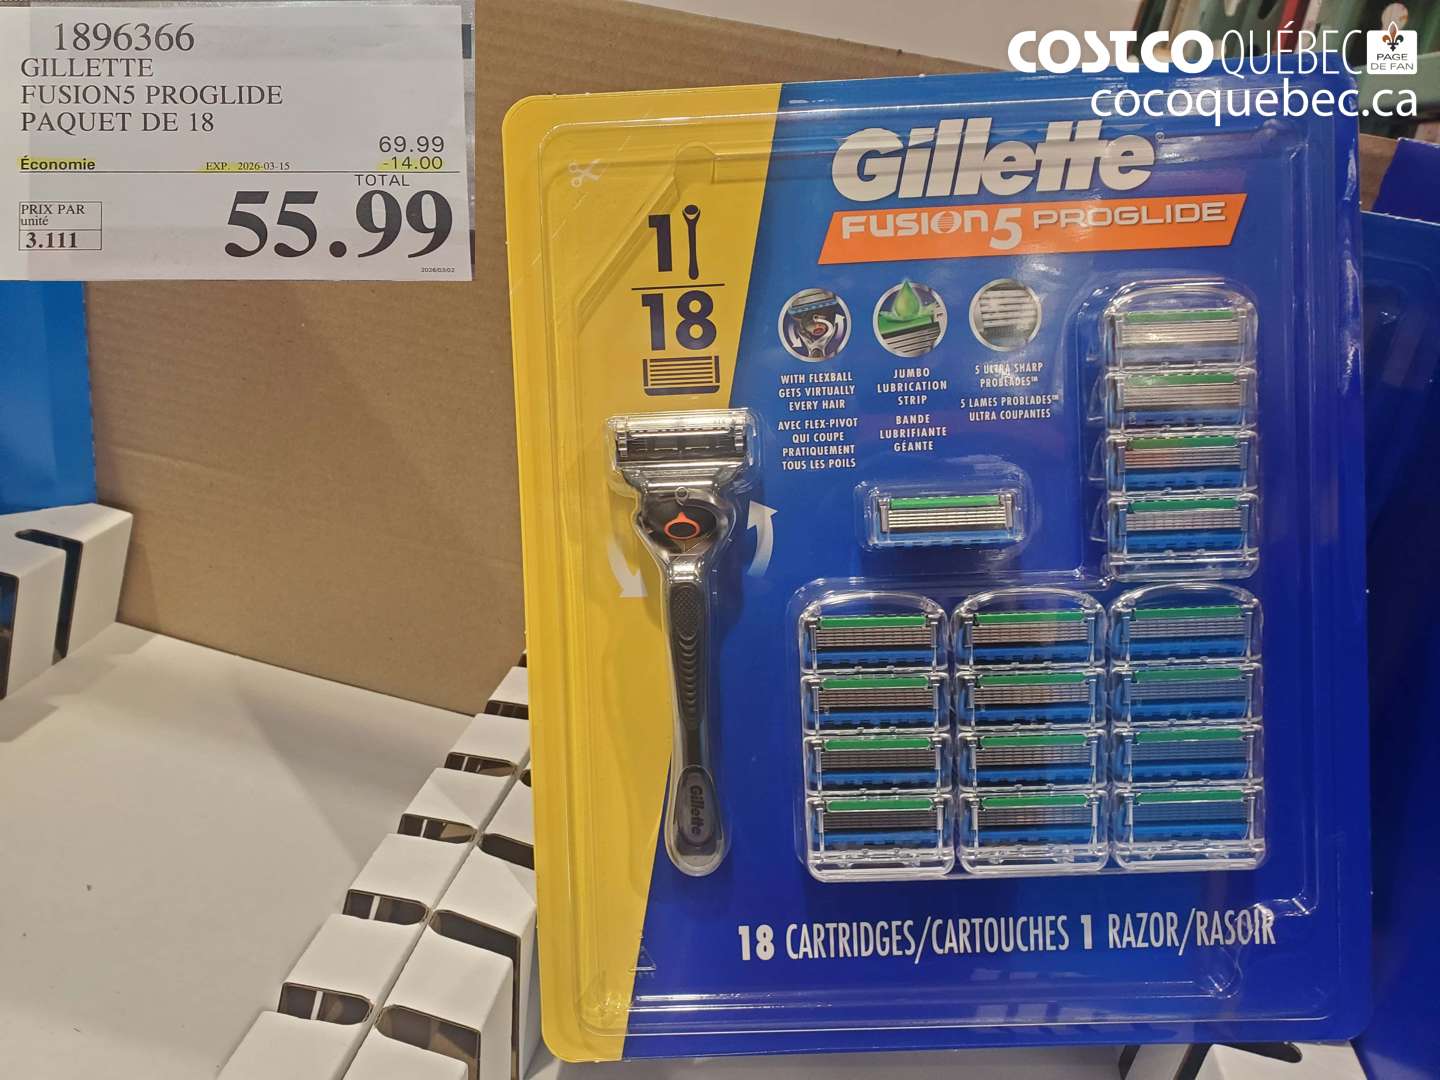 1896366
GILLETTE
FUSION5 PROGLIDE
PAQUET DE 18
69.99
Économie EXP. 2026-03-15 -14.00
TOTAL
55.99
PRIX PAR
unité
3.111
2026/03/02
COSTCO QUÉBEC
PAGE
DE FAN
cocoquebec.ca
Gillette
FUSION5 PROGLIDE
1
18
WITH FLEXBALL
GETS VIRTUALLY
EVERY HAIR
AVEC FLEX-PIVOT
QUI COUPE
PRATIQUEMENT
TOUS LES POILS
JUMBO
LUBRICATION
STRIP
BANDE
LUBRIFIANTE
GÉANTE
5 ULTRA SHARP
PROBLADES™
5 LAMES PROBLADES™
ULTRA COUPANTES
Gillette
18 CARTRIDGES/CARTOUCHES 1 RAZOR/RASOIR